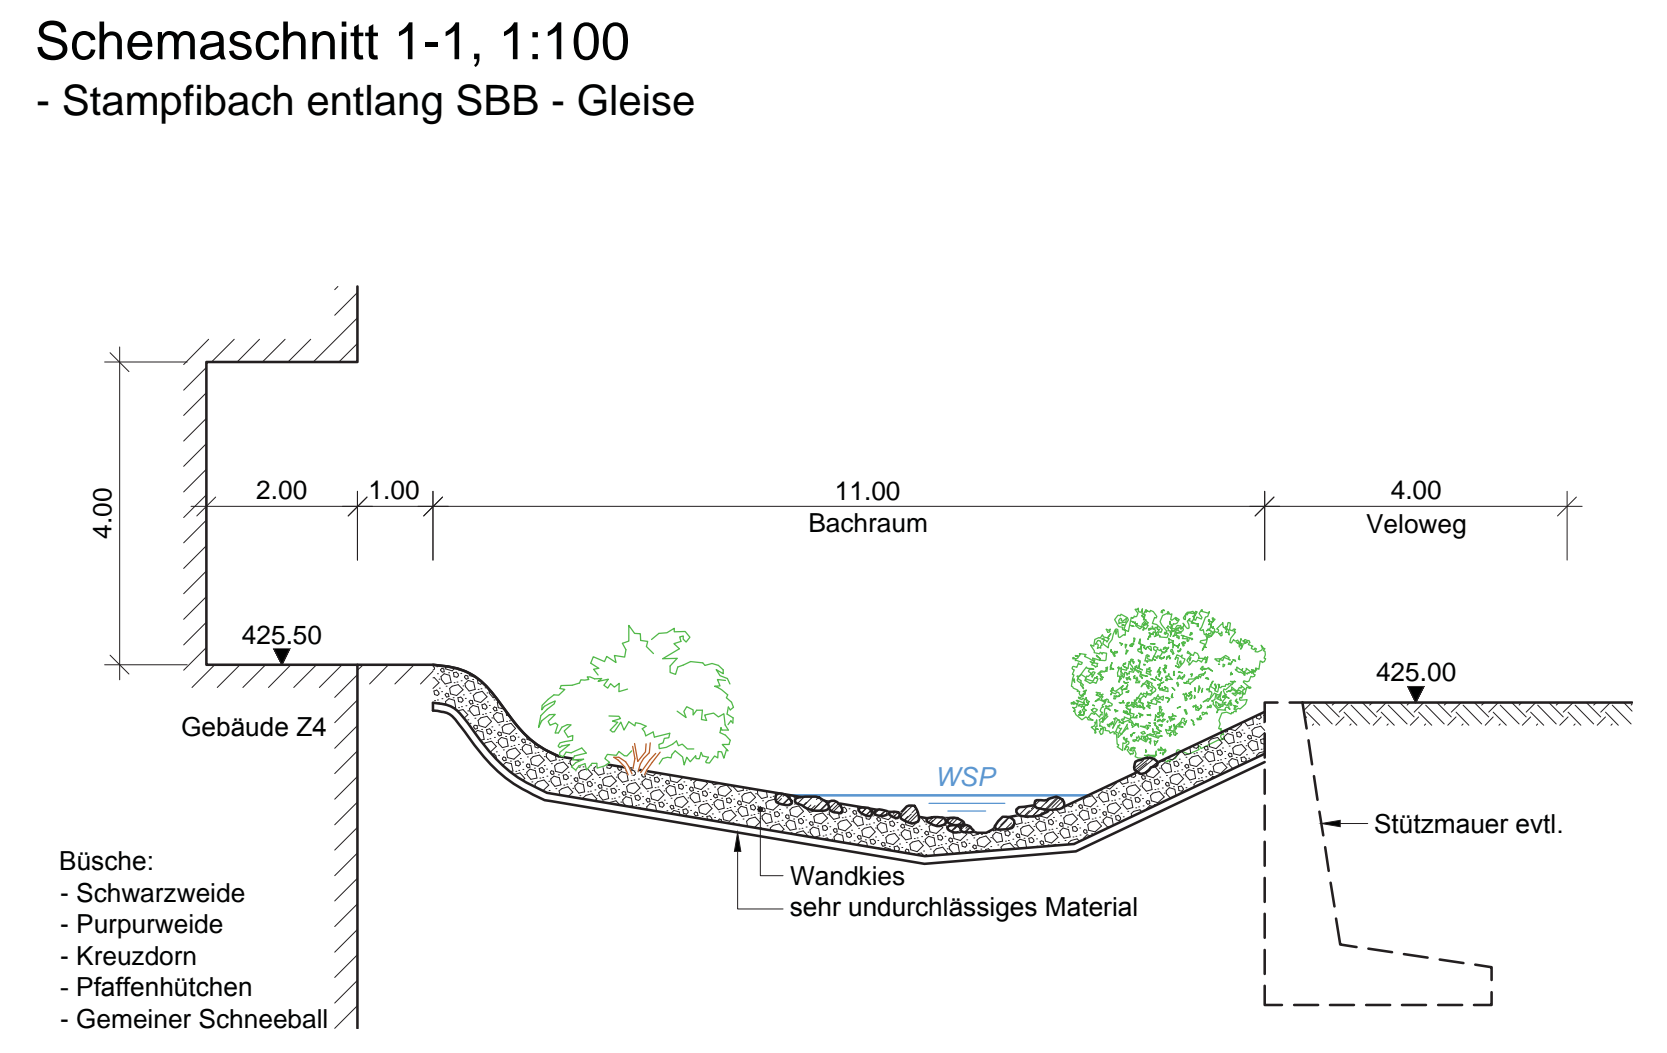 Schemaschnitt 1-1, 1:100
- Stampfibach entlang SBB - Gleise
4.00
2.00
1.00
11.00
Bachraum
4.00
Veloweg
425.50
425.00
Gebäude Z4
WSP
Stützmauer evtl.
Wandkies
sehr undurchlässiges Material
Büsche:
- Schwarzweide
- Purpurweide
- Kreuzdorn
- Pfaffenhütchen
- Gemeiner Schneeball